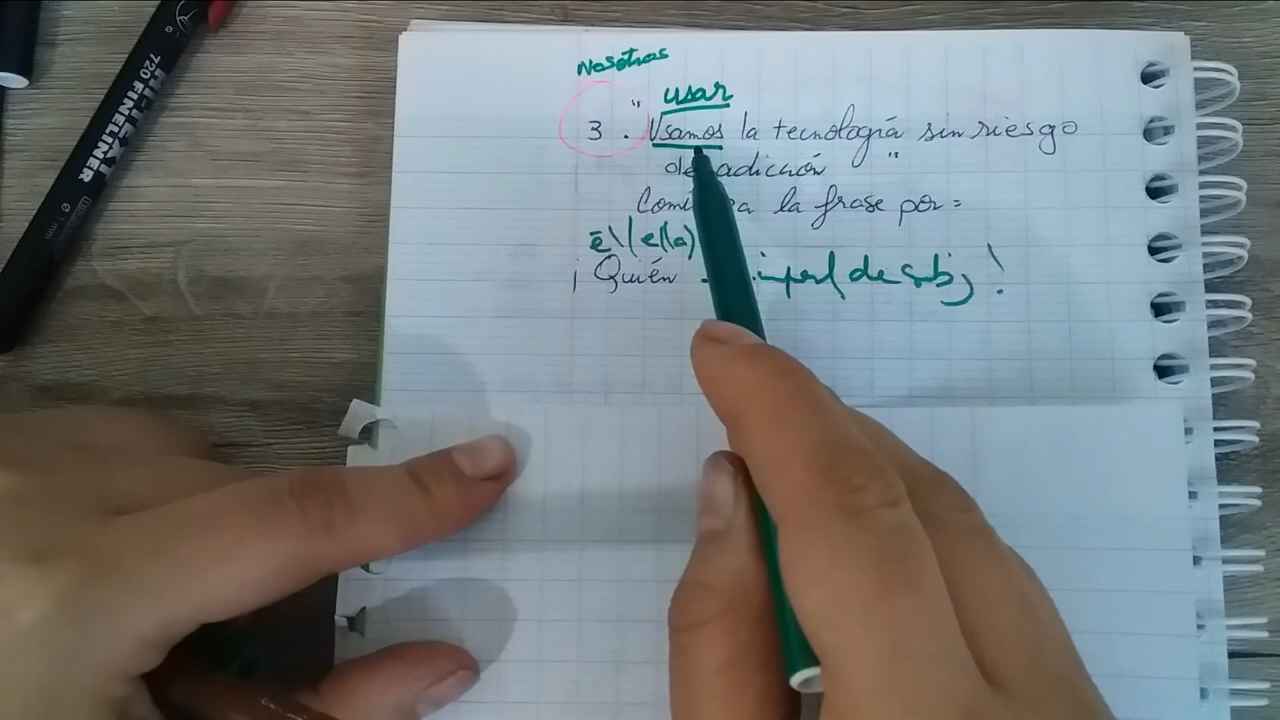 Nosotros
usar
3. "Usamos la tecnología sin riesgo
de adicción "
la frase por =
él/ella
¡ Quién imperf de subj !
720 FINELINER